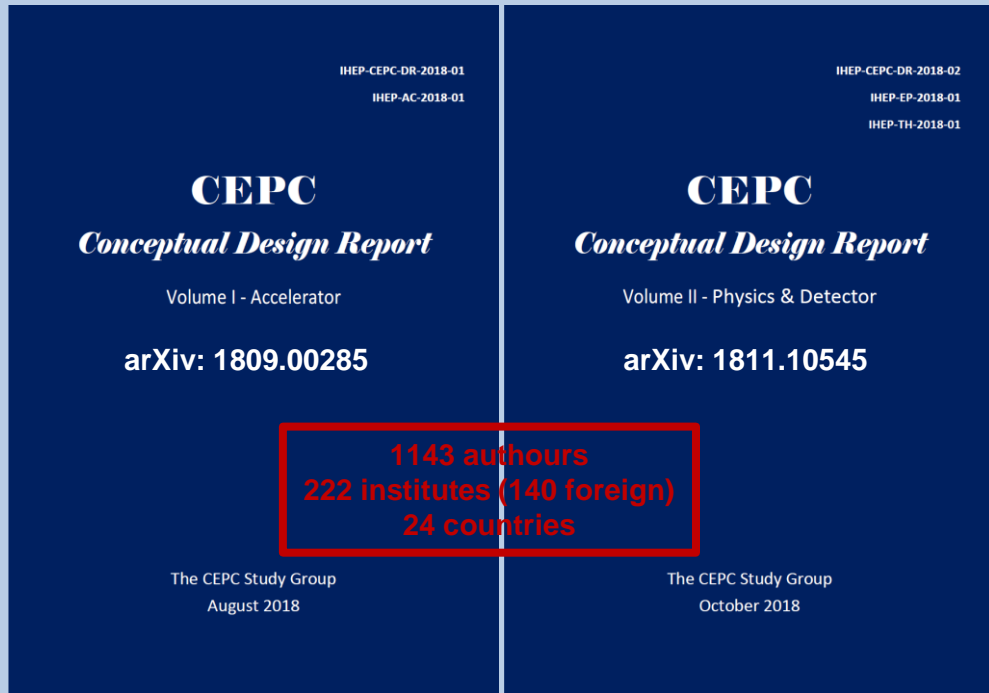 IHEP-CEPC-DR-2018-01
IHEP-AC-2018-01
CEPC
Conceptual Design Report
Volume I - Accelerator
arXiv: 1809.00285
The CEPC Study Group
August 2018
IHEP-CEPC-DR-2018-02
IHEP-EP-2018-01
IHEP-TH-2018-01
CEPC
Conceptual Design Report
Volume II - Physics & Detector
arXiv: 1811.10545
The CEPC Study Group
October 2018
1143 authours
222 institutes (140 foreign)
24 countries